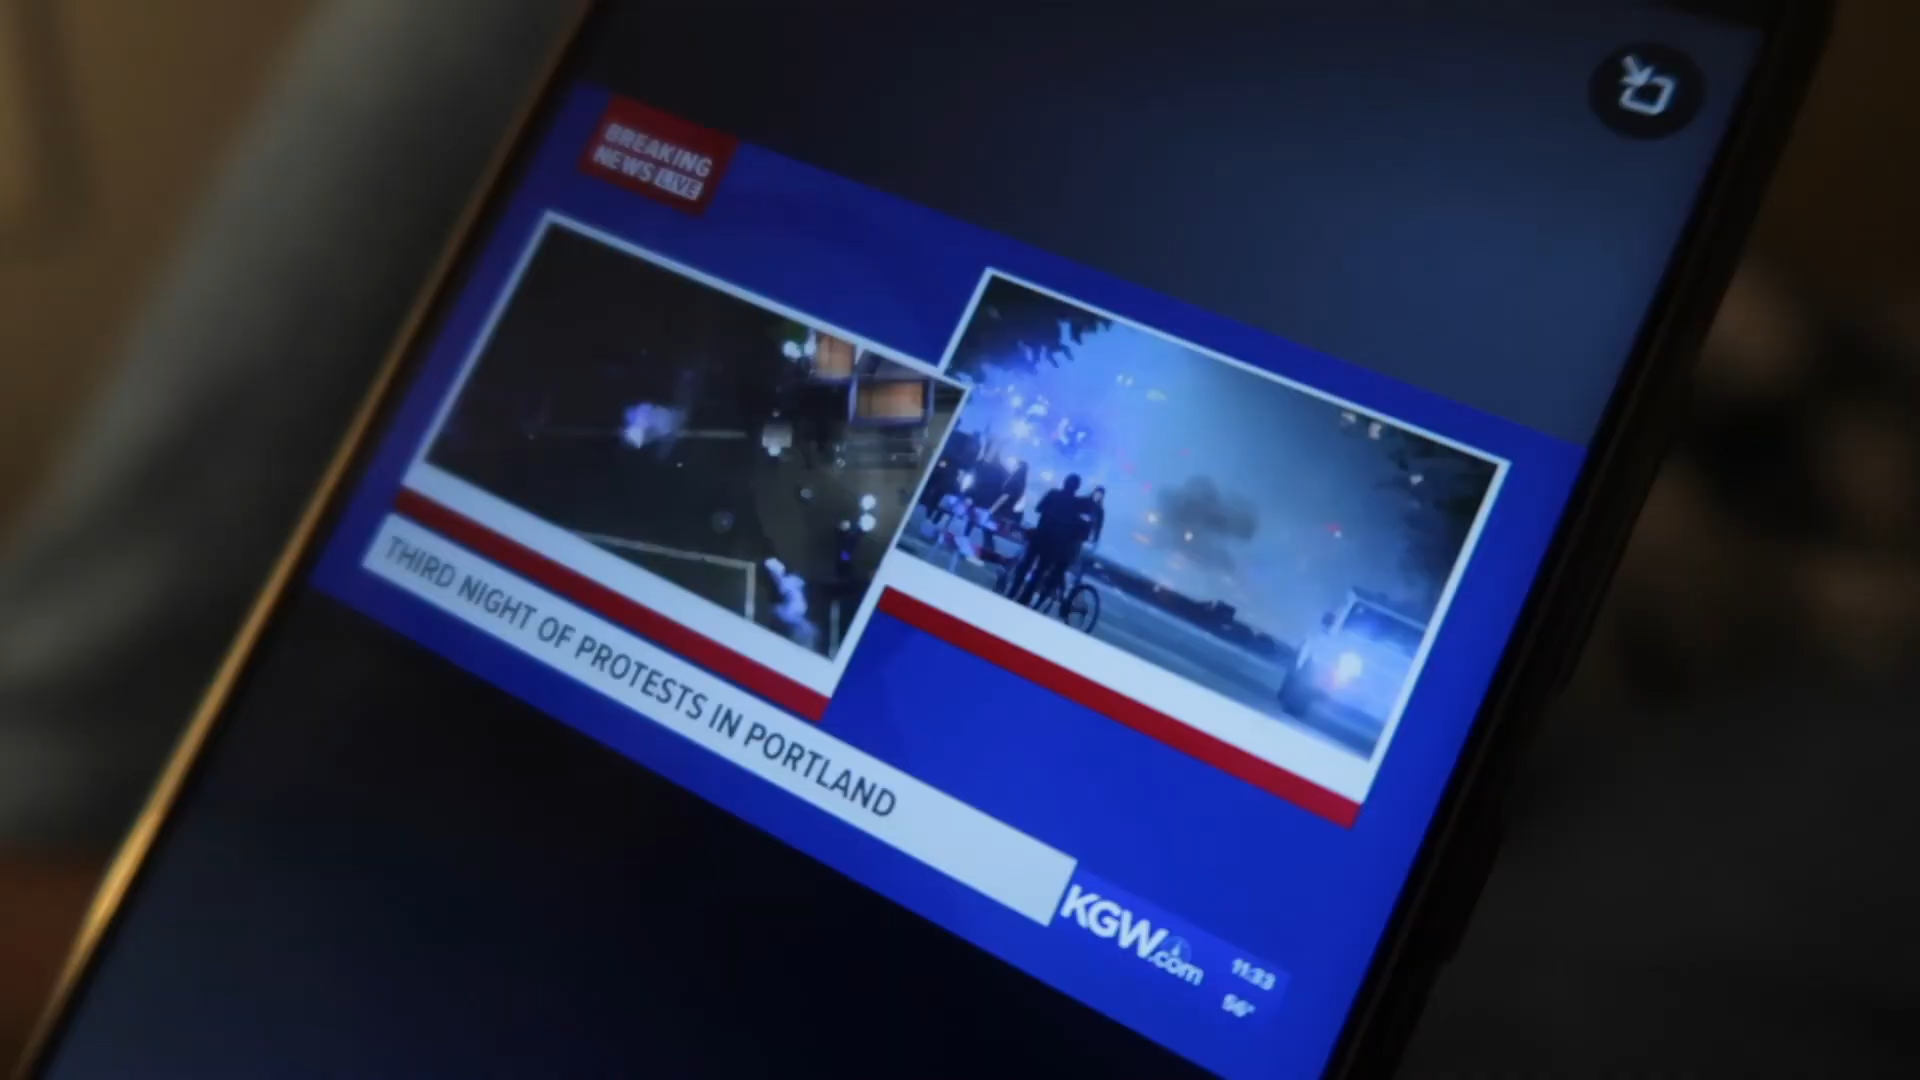 BREAKING
NEWS LIVE
THIRD NIGHT OF PROTESTS IN PORTLAND
KGW.com
11:33
56°